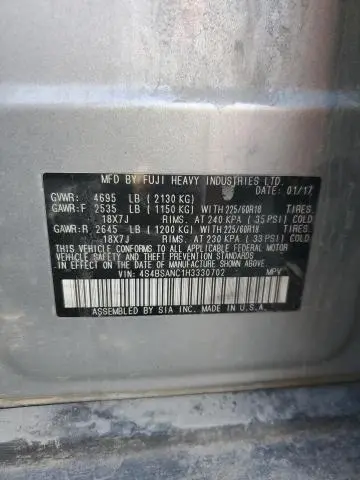 MFD BY FUJI HEAVY INDUSTRIES LTD.
DATE: 01/17
GVWR: 4695 LB (2130 KG)
GAWR:F 2535 LB (1150 KG) WITH 225/60R18 TIRES.
18X7J RIMS.AT 240 KPA (35 PSI) COLD
GAWR:R 2645 LB (1200 KG) WITH 225/60R18 TIRES.
18X7J RIMS.AT 230 KPA (33 PSI) COLD
THIS VEHICLE CONFORMS TO ALL APPLICABLE FEDERAL MOTOR
VEHICLE SAFETY AND THEFT PREVENTION STANDARDS
IN EFFECT ON THE DATE OF MANUFACTURE SHOWN ABOVE.
VIN: 4S4BSANC1H3330702 MPV
ASSEMBLED BY SIA INC. MADE IN U.S.A.